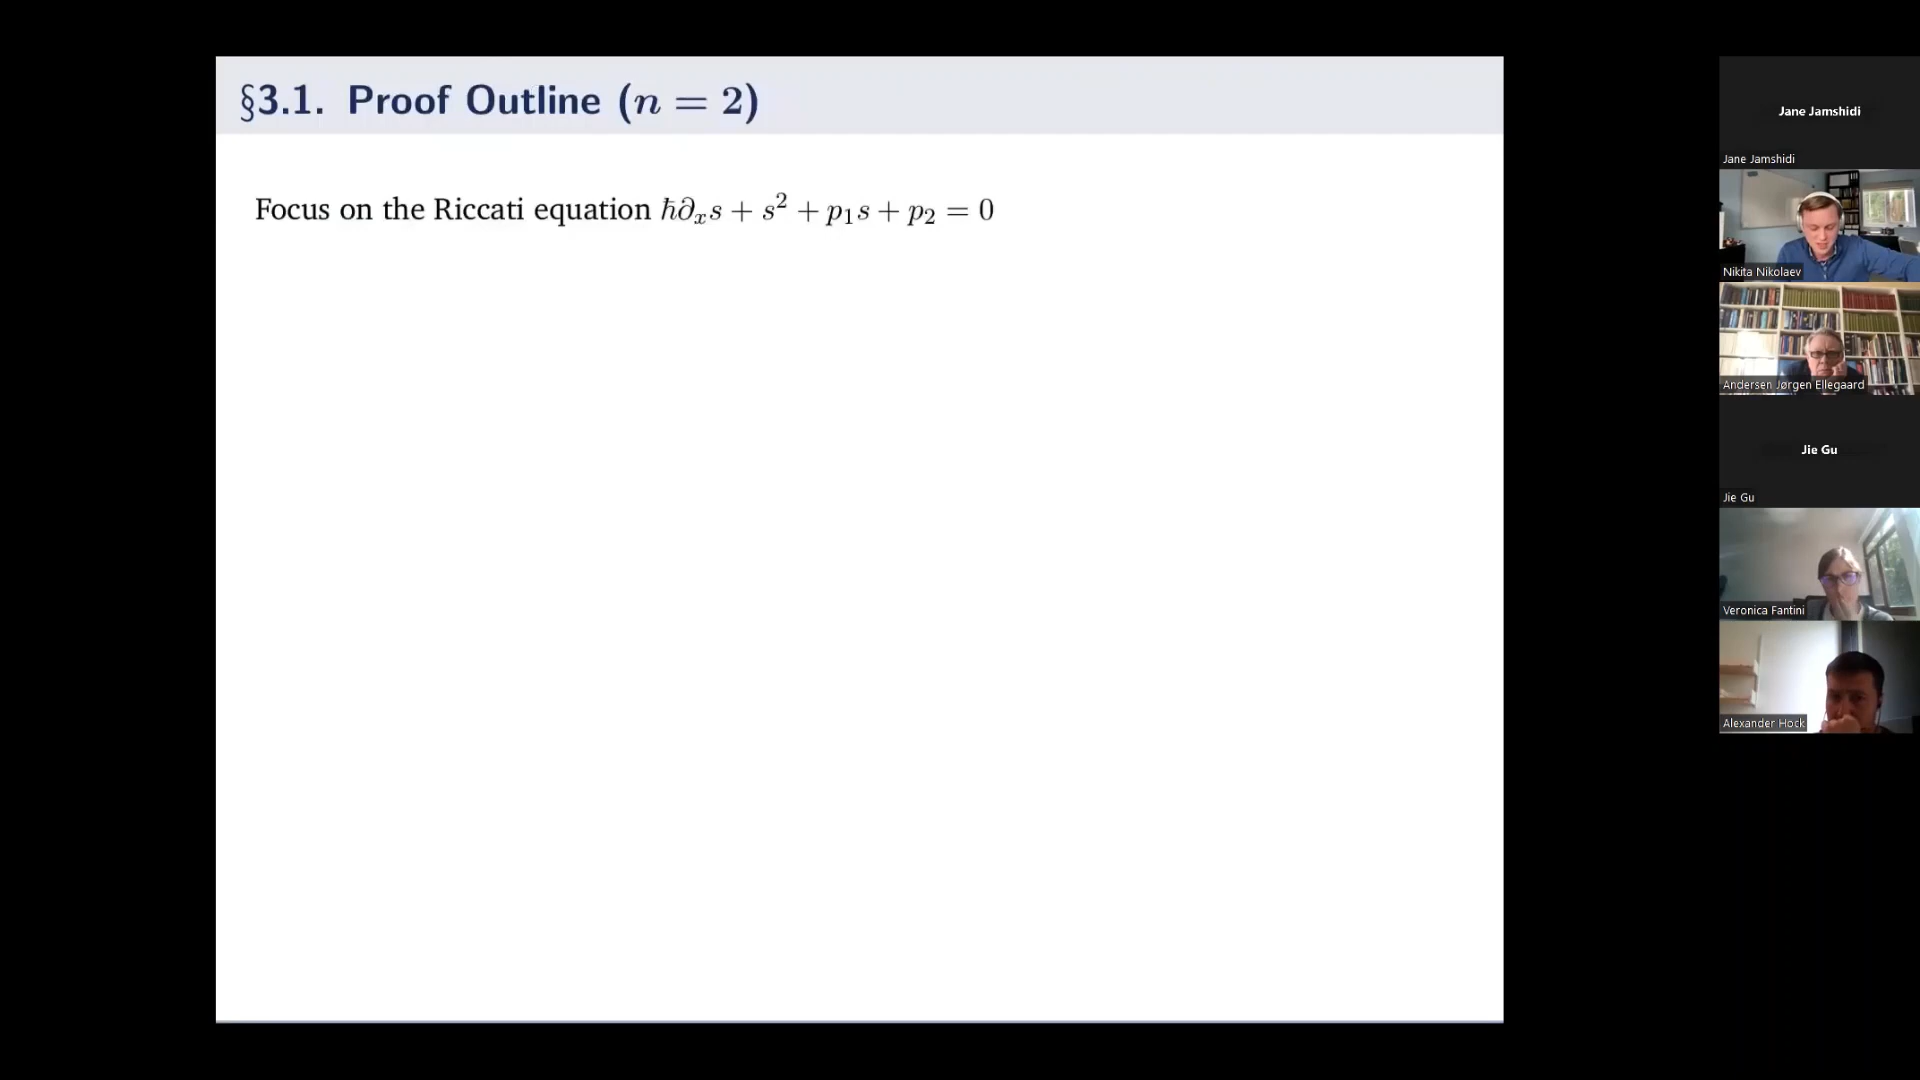 §3.1. Proof Outline (n = 2)
Focus on the Riccati equation ℏ∂ₓs + s² + p₁s + p₂ = 0
Jane Jamshidi
Jane Jamshidi
Nikita Nikolaev
Andersen Jørgen Ellegaard
Jie Gu
Jie Gu
Veronica Fantini
Alexander Hock